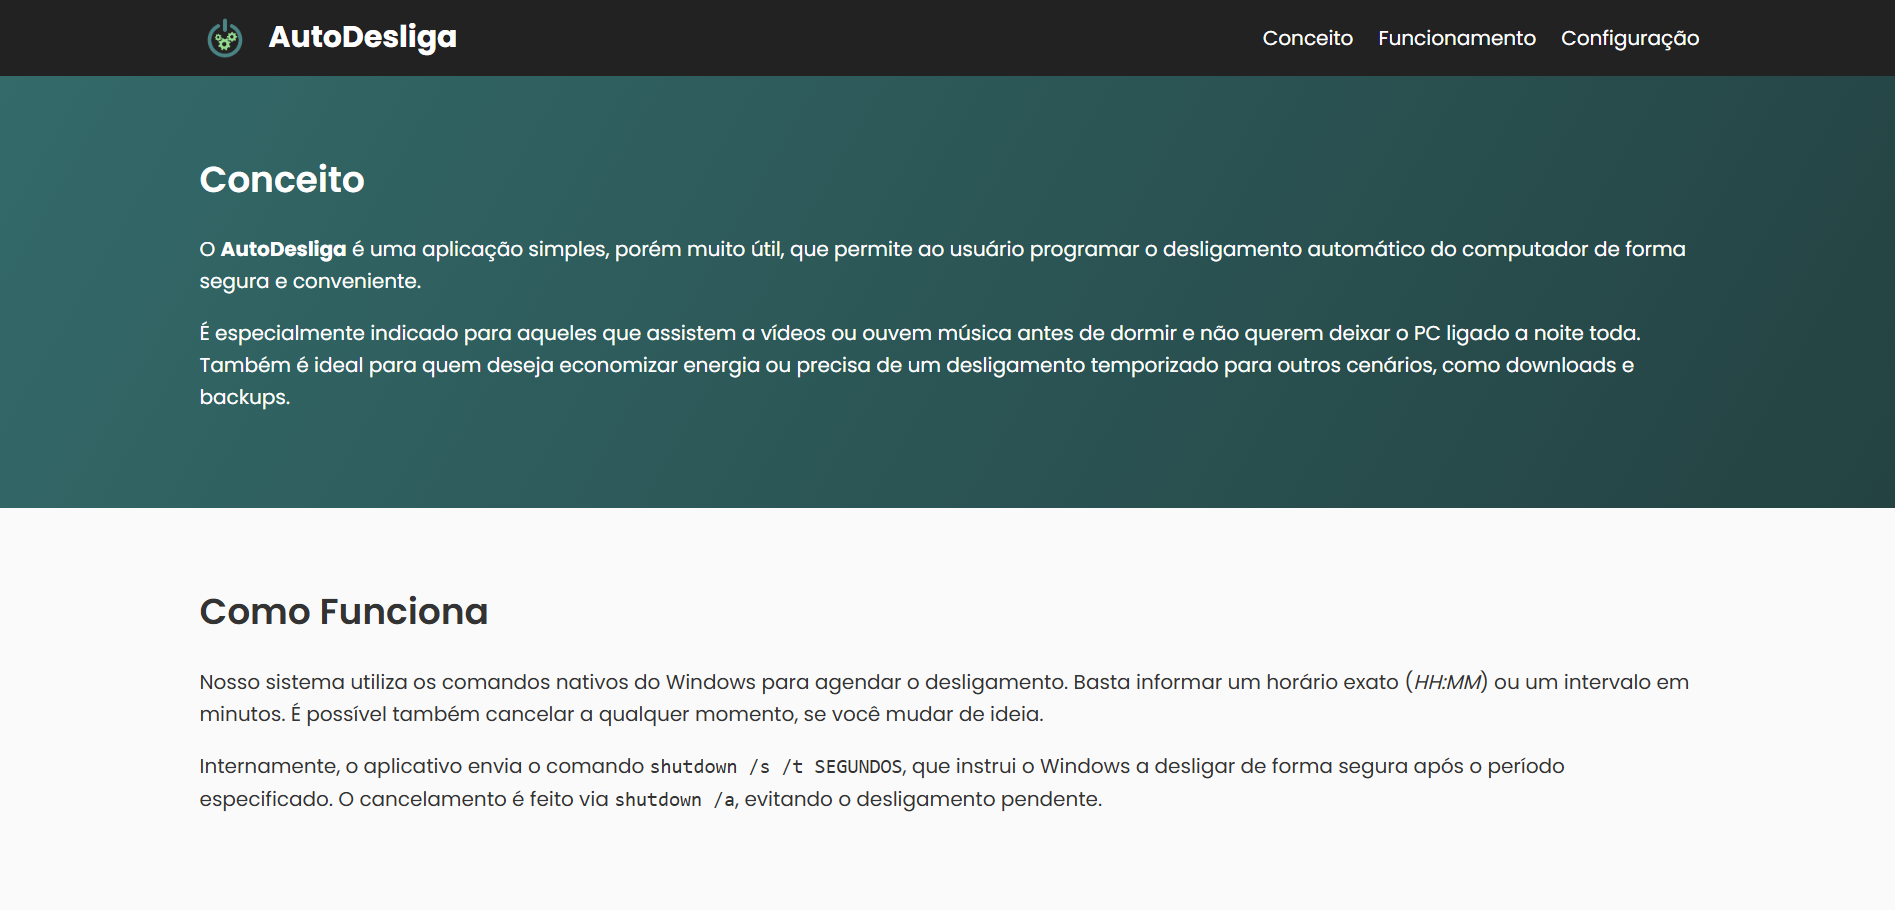 AutoDesliga
Conceito Funcionamento Configuração
Conceito
O AutoDesliga é uma aplicação simples, porém muito útil, que permite ao usuário programar o desligamento automático do computador de forma
segura e conveniente.
É especialmente indicado para aqueles que assistem a vídeos ou ouvem música antes de dormir e não querem deixar o PC ligado a noite toda.
Também é ideal para quem deseja economizar energia ou precisa de um desligamento temporizado para outros cenários, como downloads e
backups.
Como Funciona
Nosso sistema utiliza os comandos nativos do Windows para agendar o desligamento. Basta informar um horário exato (HH:MM) ou um intervalo em
minutos. É possível também cancelar a qualquer momento, se você mudar de ideia.
Internamente, o aplicativo envia o comando shutdown /s /t SEGUNDOS, que instrui o Windows a desligar de forma segura após o período
especificado. O cancelamento é feito via shutdown /a, evitando o desligamento pendente.